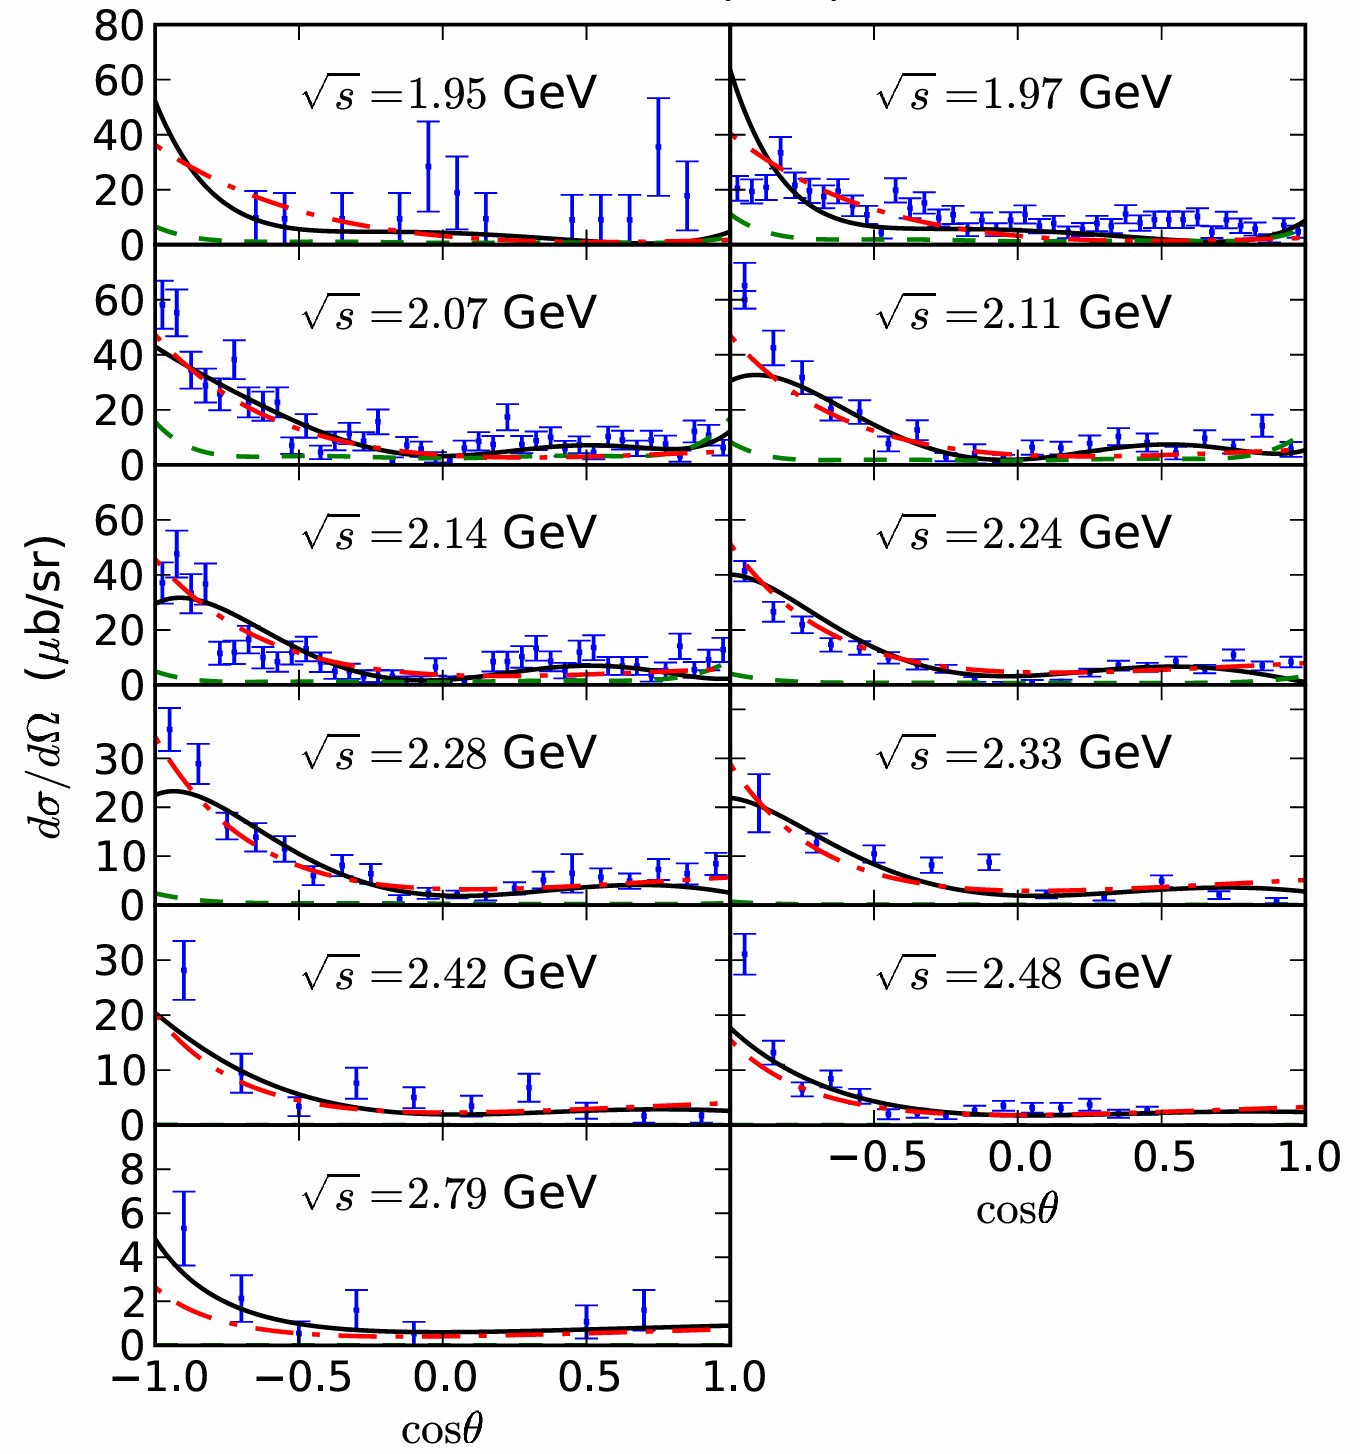 80
60
40
20
0
√s =1.95 GeV
√s =1.97 GeV
60
40
20
0
√s =2.07 GeV
√s =2.11 GeV
60
40
20
0
√s =2.14 GeV
√s =2.24 GeV
dσ/dΩ (μb/sr)
30
20
10
0
√s =2.28 GeV
√s =2.33 GeV
30
20
10
0
√s =2.42 GeV
√s =2.48 GeV
−0.5 0.0 0.5 1.0
cosθ
8
6
4
2
0
√s =2.79 GeV
−1.0 −0.5 0.0 0.5 1.0
cosθ